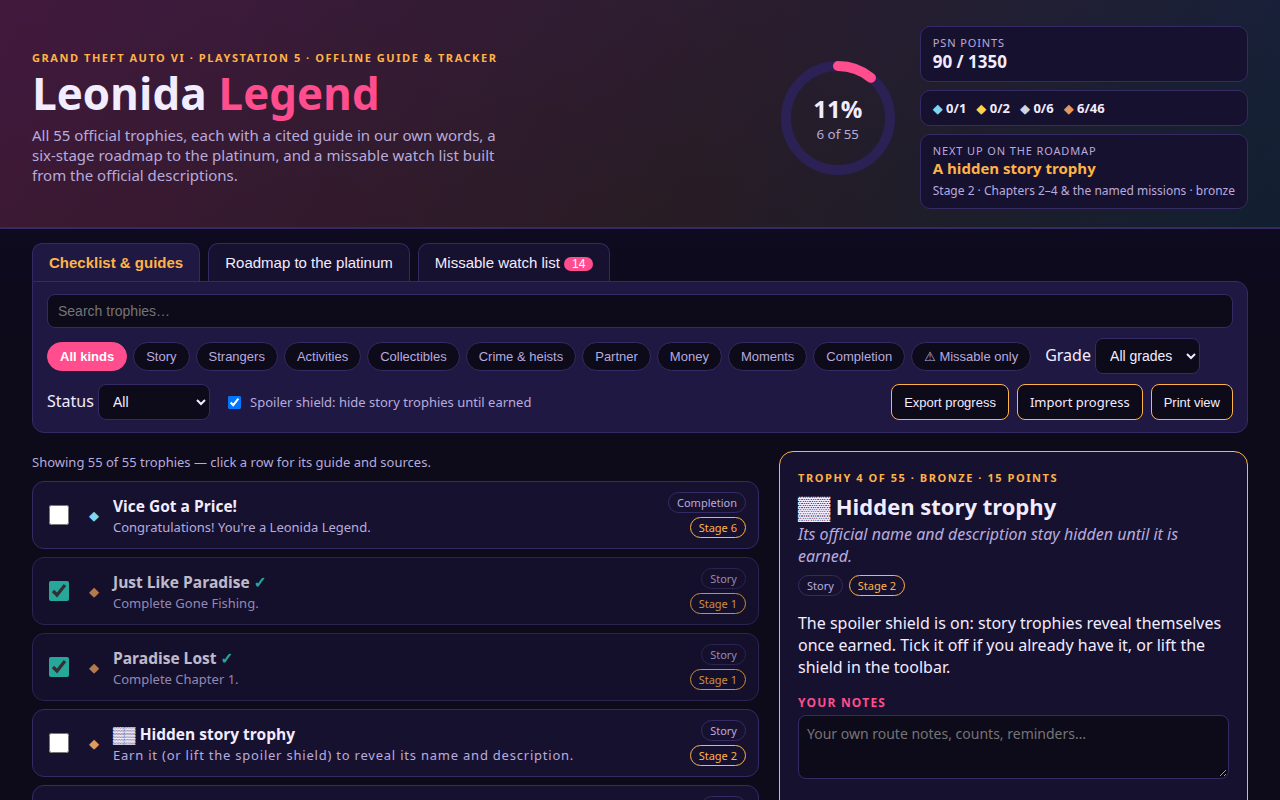 GRAND THEFT AUTO VI · PLAYSTATION 5 · OFFLINE GUIDE & TRACKER
Leonida Legend
All 55 official trophies, each with a cited guide in our own words, a
six-stage roadmap to the platinum, and a missable watch list built
from the official descriptions.
11%
6 of 55
PSN POINTS
90 / 1350
◆ 0/1 ◆ 0/2 ◆ 0/6 ◆ 6/46
NEXT UP ON THE ROADMAP
A hidden story trophy
Stage 2 · Chapters 2–4 & the named missions · bronze
Checklist & guides
Roadmap to the platinum
Missable watch list 14
Search trophies…
All kinds
Story
Strangers
Activities
Collectibles
Crime & heists
Partner
Money
Moments
Completion
⚠ Missable only
Grade All grades
Status All
Spoiler shield: hide story trophies until earned
Export progress
Import progress
Print view
Showing 55 of 55 trophies — click a row for its guide and sources.
◆ Vice Got a Price!
Congratulations! You're a Leonida Legend.
Completion
Stage 6
◆ Just Like Paradise ✓
Complete Gone Fishing.
Story
Stage 1
◆ Paradise Lost ✓
Complete Chapter 1.
Story
Stage 1
◆ ▓▓ Hidden story trophy
Earn it (or lift the spoiler shield) to reveal its name and description.
Story
Stage 2
TROPHY 4 OF 55 · BRONZE · 15 POINTS
▓▓ Hidden story trophy
Its official name and description stay hidden until it is
earned.
Story
Stage 2
The spoiler shield is on: story trophies reveal themselves
once earned. Tick it off if you already have it, or lift the
shield in the toolbar.
YOUR NOTES
Your own route notes, counts, reminders…